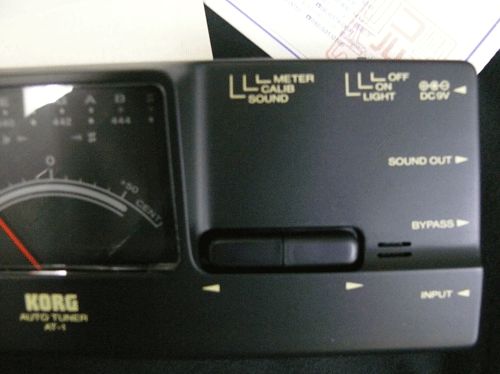 METER
CALIB
SOUND
OFF
ON
LIGHT
DC9V
A B
442 444
0
+50
CENT
SOUND OUT
BYPASS
INPUT
KORG
AUTO TUNER
AT-1